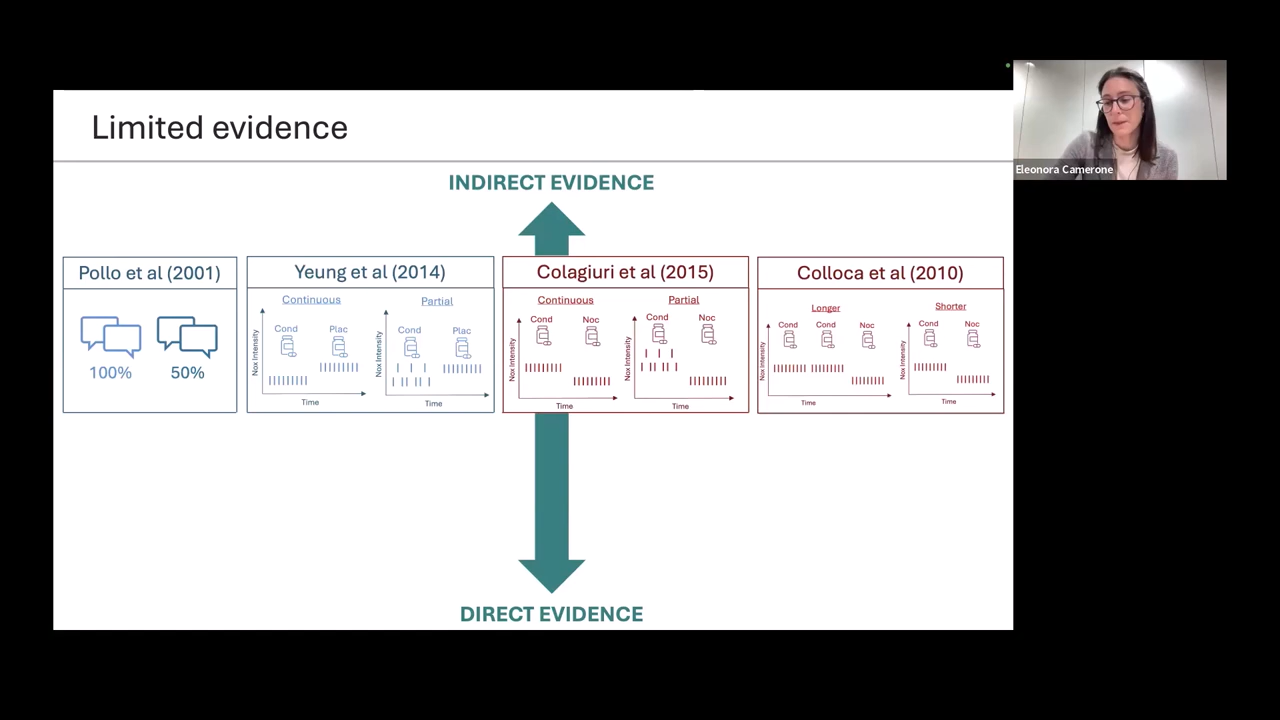 Limited evidence
Eleonora Camerone
INDIRECT EVIDENCE
Pollo et al (2001)
100%
50%
Yeung et al (2014)
Continuous
Partial
Cond
Plac
Cond
Plac
Nox Intensity
Nox Intensity
Time
Time
Colagiuri et al (2015)
Continuous
Partial
Cond
Noc
Cond
Noc
Nox Intensity
Nox Intensity
Time
Time
Colloca et al (2010)
Longer
Shorter
Cond
Cond
Noc
Cond
Noc
Nox Intensity
Nox Intensity
Time
Time
DIRECT EVIDENCE